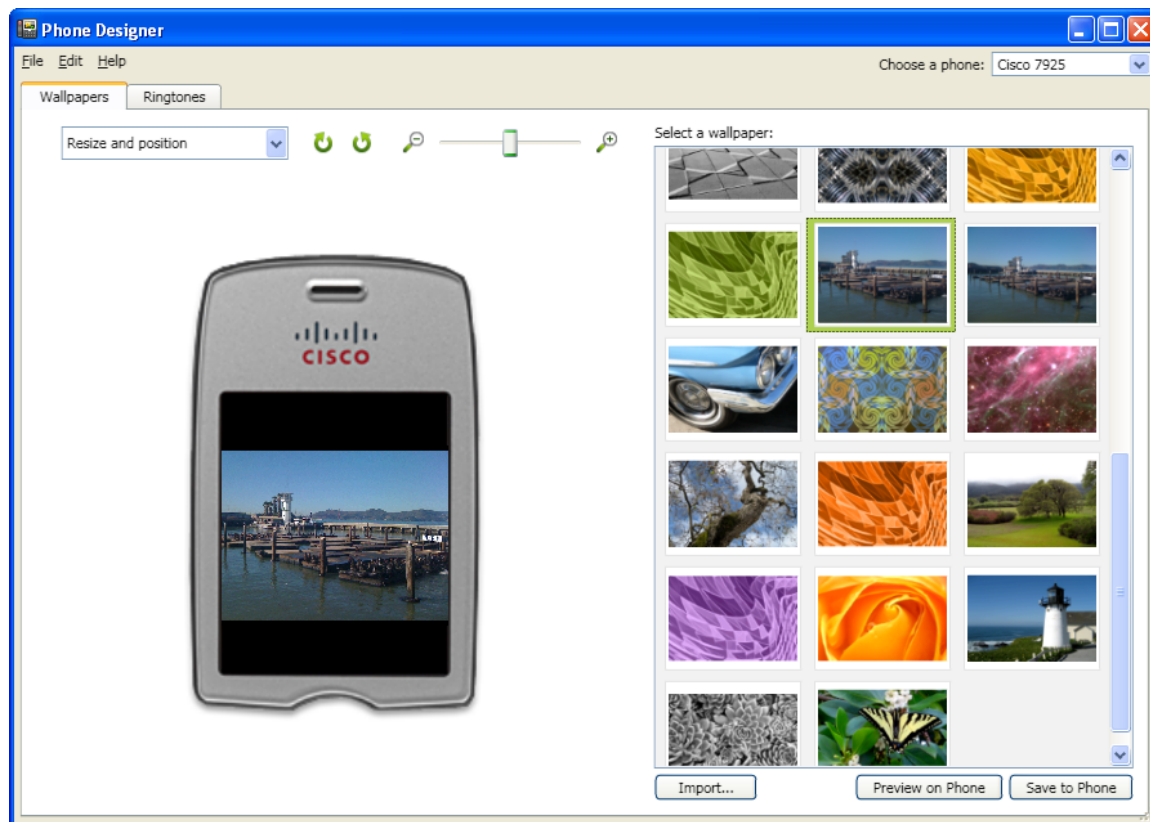 Phone Designer
File Edit Help
Choose a phone: Cisco 7925
Wallpapers Ringtones
Resize and position
Select a wallpaper:
CISCO
Import...
Preview on Phone
Save to Phone